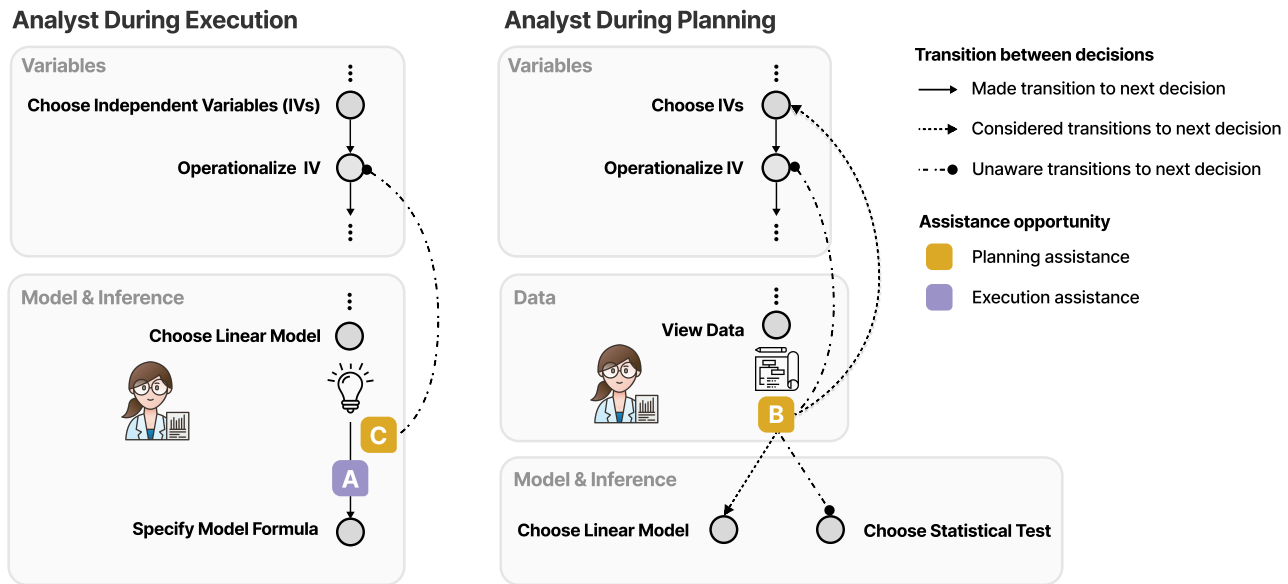 Analyst During Execution
Variables
Choose Independent Variables (IVs)
Operationalize IV
Model & Inference
Choose Linear Model
C
A
Specify Model Formula
Analyst During Planning
Variables
Choose IVs
Operationalize IV
Data
View Data
B
Model & Inference
Choose Linear Model
Choose Statistical Test
Transition between decisions
Made transition to next decision
Considered transitions to next decision
Unaware transitions to next decision
Assistance opportunity
Planning assistance
Execution assistance